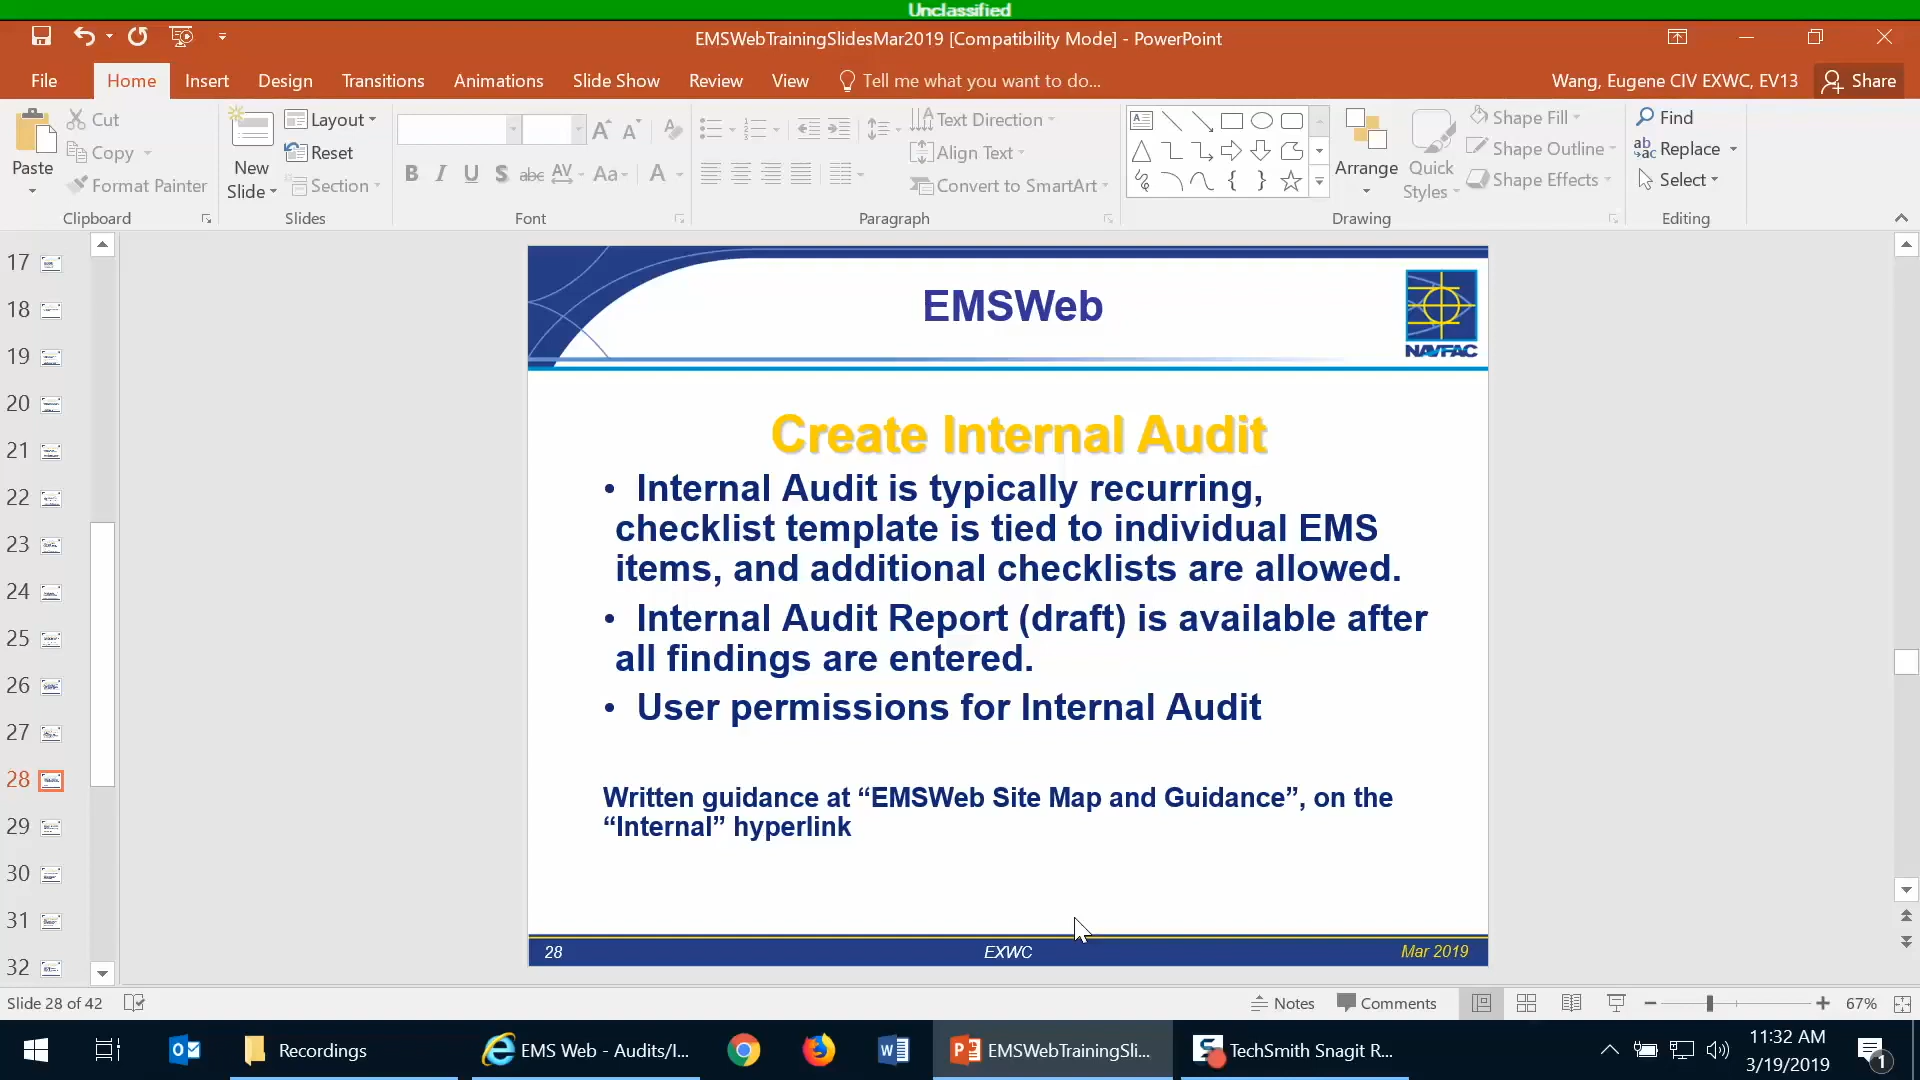 Unclassified
EMSWebTrainingSlidesMar2019 [Compatibility Mode] - PowerPoint
File Home Insert Design Transitions Animations Slide Show Review View Tell me what you want to do... Wang, Eugene CIV EXWC, EV13 Share
Paste
Cut
Copy
Format Painter
Clipboard
New Slide
Layout
Reset
Section
Slides
B I U S abc AV Aa A
Font
Text Direction
Align Text
Convert to SmartArt
Paragraph
Arrange
Quick Styles
Shape Fill
Shape Outline
Shape Effects
Drawing
Find
Replace
Select
Editing
17
18
19
20
21
22
23
24
25
26
27
28
29
30
31
32
EMSWeb
NAVFAC
Create Internal Audit
• Internal Audit is typically recurring,
checklist template is tied to individual EMS
items, and additional checklists are allowed.
• Internal Audit Report (draft) is available after
all findings are entered.
• User permissions for Internal Audit
Written guidance at “EMSWeb Site Map and Guidance”, on the
“Internal” hyperlink
28 EXWC Mar 2019
Slide 28 of 42 Notes Comments 67%
Recordings EMS Web - Audits/I... EMSWebTrainingSli... TechSmith Snagit R...
11:32 AM
3/19/2019
1